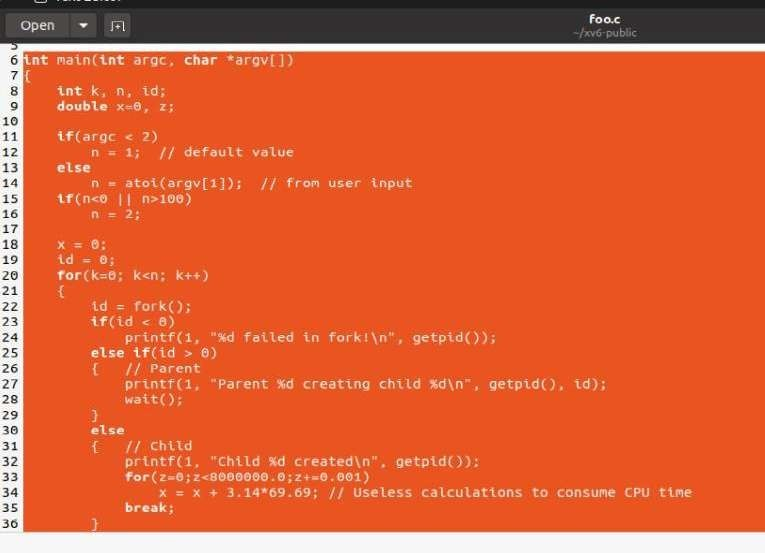 Open
foo.c
~/xv6-public
5
6 int main(int argc, char *argv[])
7 {
8     int k, n, id;
9     double x=0, z;
10
11     if(argc < 2)
12         n = 1;  // default value
13     else
14         n = atoi(argv[1]);  // from user input
15     if(n<0 || n>100)
16         n = 2;
17
18     x = 0;
19     id = 0;
20     for(k=0; k<n; k++)
21     {
22         id = fork();
23         if(id < 0)
24             printf(1, "%d failed in fork!\n", getpid());
25         else if(id > 0)
26         {   // Parent
27             printf(1, "Parent %d creating child %d\n", getpid(), id);
28             wait();
29         }
30         else
31         {   // Child
32             printf(1, "Child %d created\n", getpid());
33             for(z=0;z<8000000.0;z+=0.001)
34                 x = x + 3.14*69.69; // Useless calculations to consume CPU time
35             break;
36         }